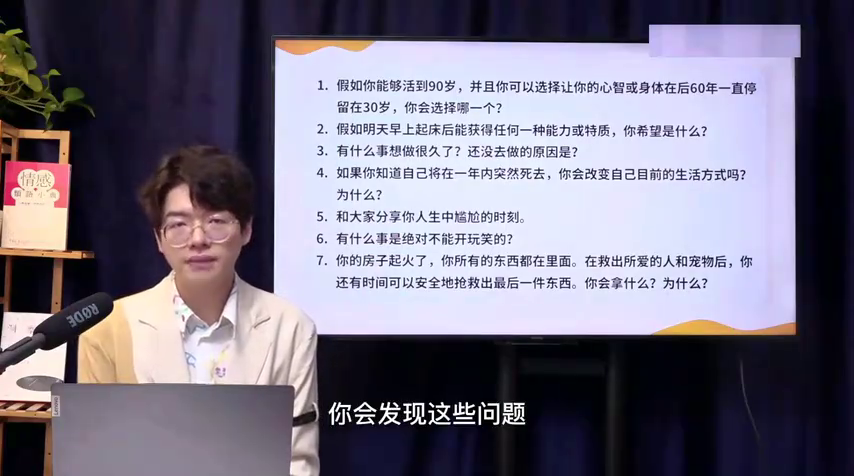 1. 假如你能够活到90岁，并且你可以选择让你的心智或身体在后60年一直停
留在30岁，你会选择哪一个？
2. 假如明天早上起床后能获得任何一种能力或特质，你希望是什么？
3. 有什么事想做很久了？还没去做的原因是？
4. 如果你知道自己将在一年内突然死去，你会改变自己目前的生活方式吗？
为什么？
5. 和大家分享你人生中尴尬的时刻。
6. 有什么事是绝对不能开玩笑的？
7. 你的房子起火了，你所有的东西都在里面。在救出所爱的人和宠物后，你
还有时间可以安全地抢救出最后一件东西。你会拿什么？为什么？
情感
RØDE
Lenovo
你会发现这些问题